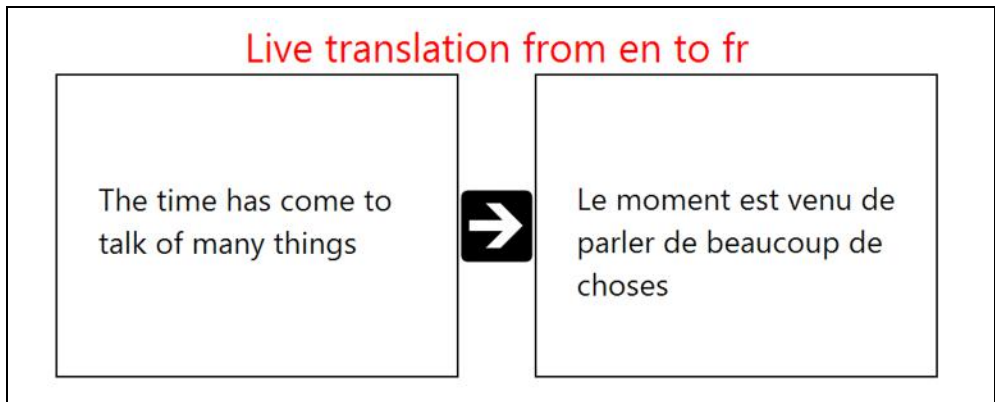 Live translation from en to fr
The time has come to
talk of many things
Le moment est venu de
parler de beaucoup de
choses